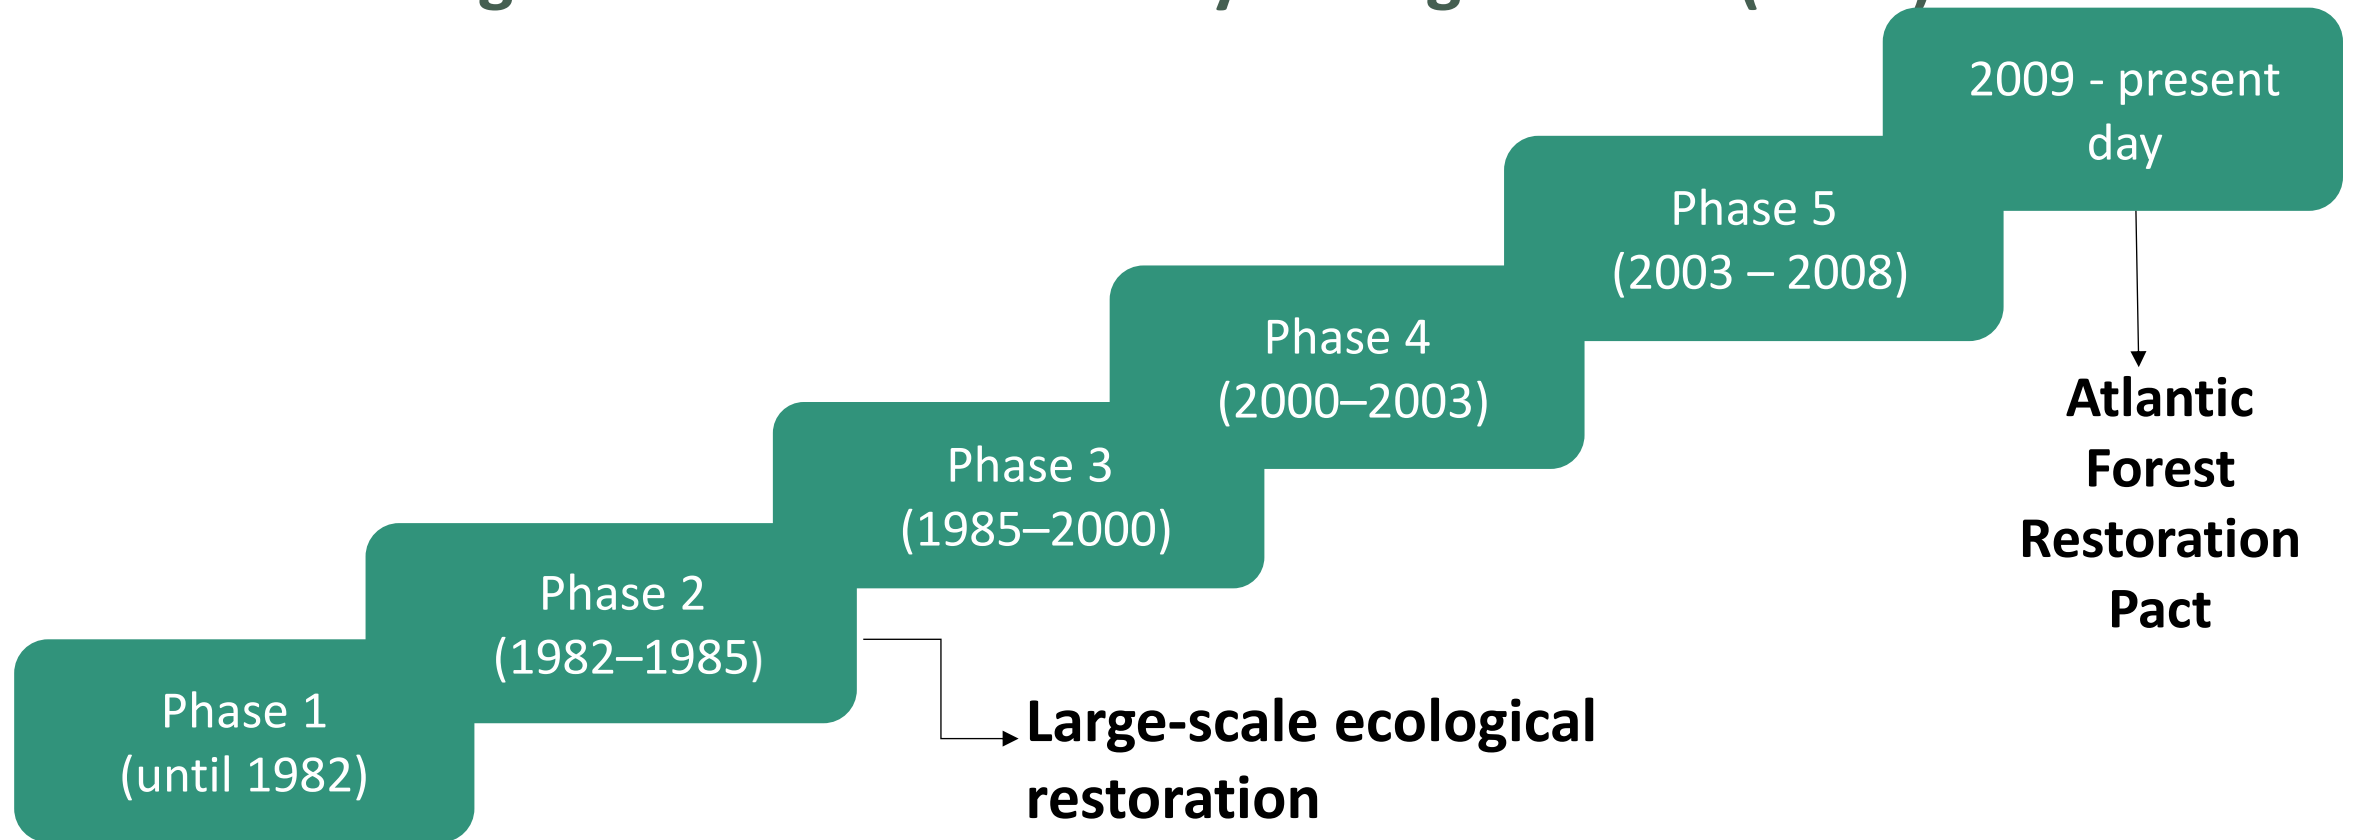 Phase 1
(until 1982)
Phase 2
(1982–1985)
Phase 3
(1985–2000)
Phase 4
(2000–2003)
Phase 5
(2003 – 2008)
2009 - present
day
Large-scale ecological
restoration
Atlantic
Forest
Restoration
Pact